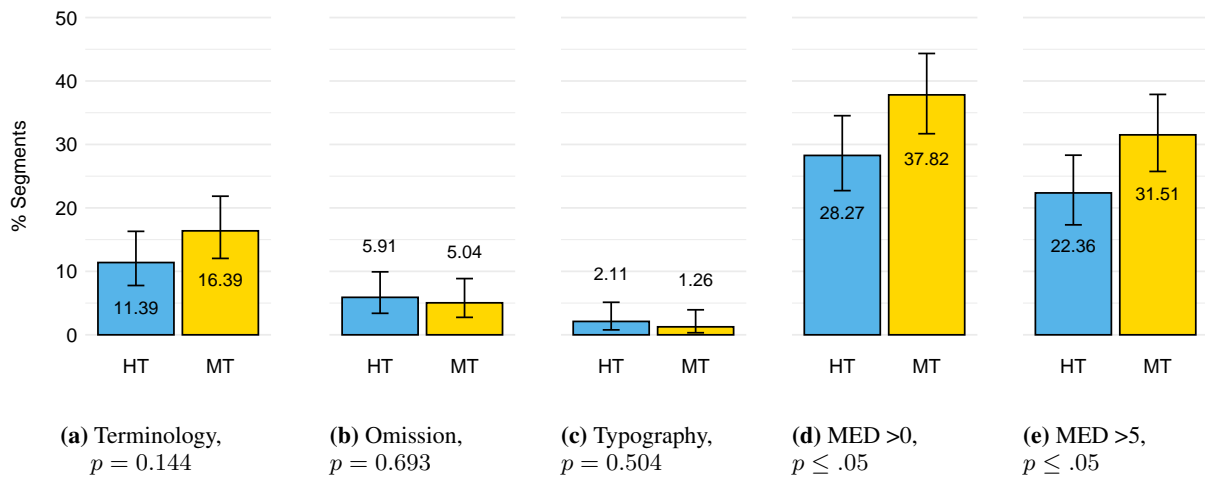 % Segments
50
40
30
20
10
0
11.39
16.39
HT MT
5.91
5.04
HT MT
2.11
1.26
HT MT
28.27
37.82
HT MT
22.36
31.51
HT MT
(a) Terminology,
p = 0.144
(b) Omission,
p = 0.693
(c) Typography,
p = 0.504
(d) MED >0,
p ≤ .05
(e) MED >5,
p ≤ .05